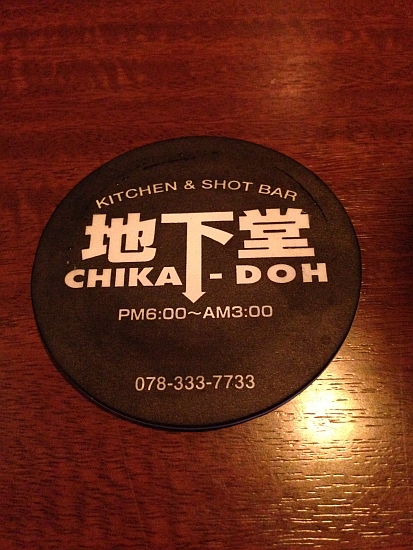 KITCHEN & SHOT BAR
地下堂
CHIKA-DOH
PM6:00~AM3:00
078-333-7733